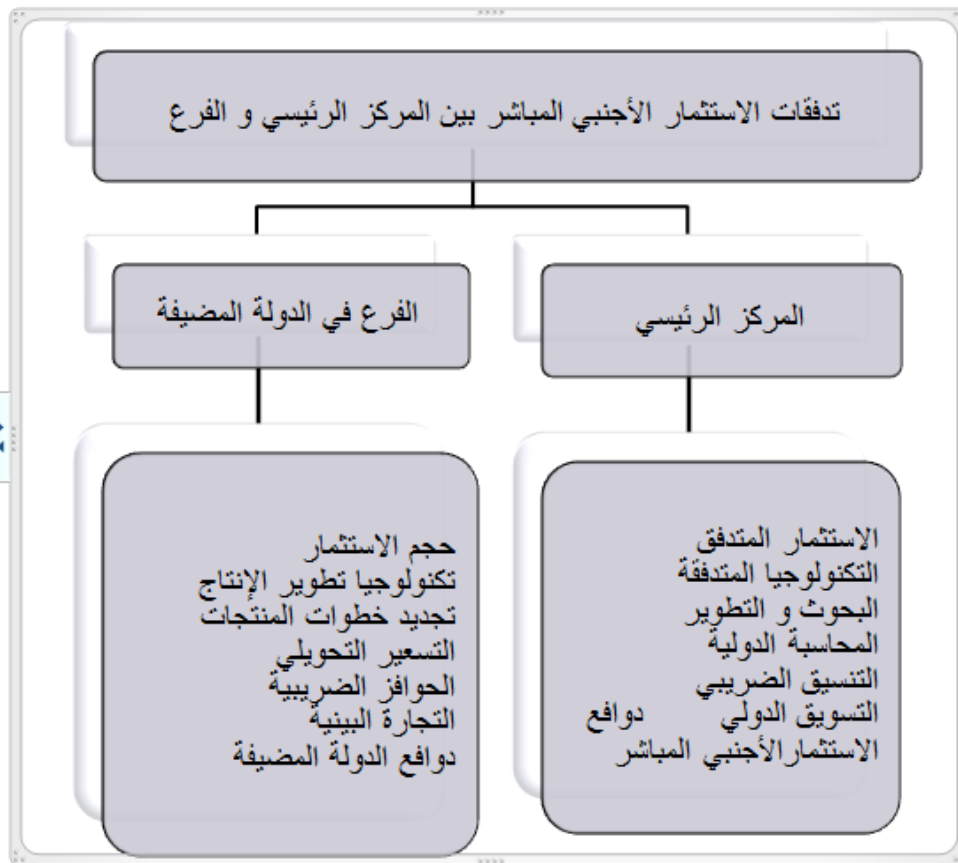 تدفقات الاستثمار الأجنبي المباشر بين المركز الرئيسي و الفرع
المركز الرئيسي
الفرع في الدولة المضيفة
الاستثمار المتدفق
التكنولوجيا المتدفقة
البحوث و التطوير
المحاسبة الدولية
التنسيق الضريبي
التسويق الدولي دوافع
الاستثمارالأجنبي المباشر
حجم الاستثمار
تكنولوجيا تطوير الإنتاج
تجديد خطوات المنتجات
التسعير التحويلي
الحوافز الضريبية
التجارة البينية
دوافع الدولة المضيفة